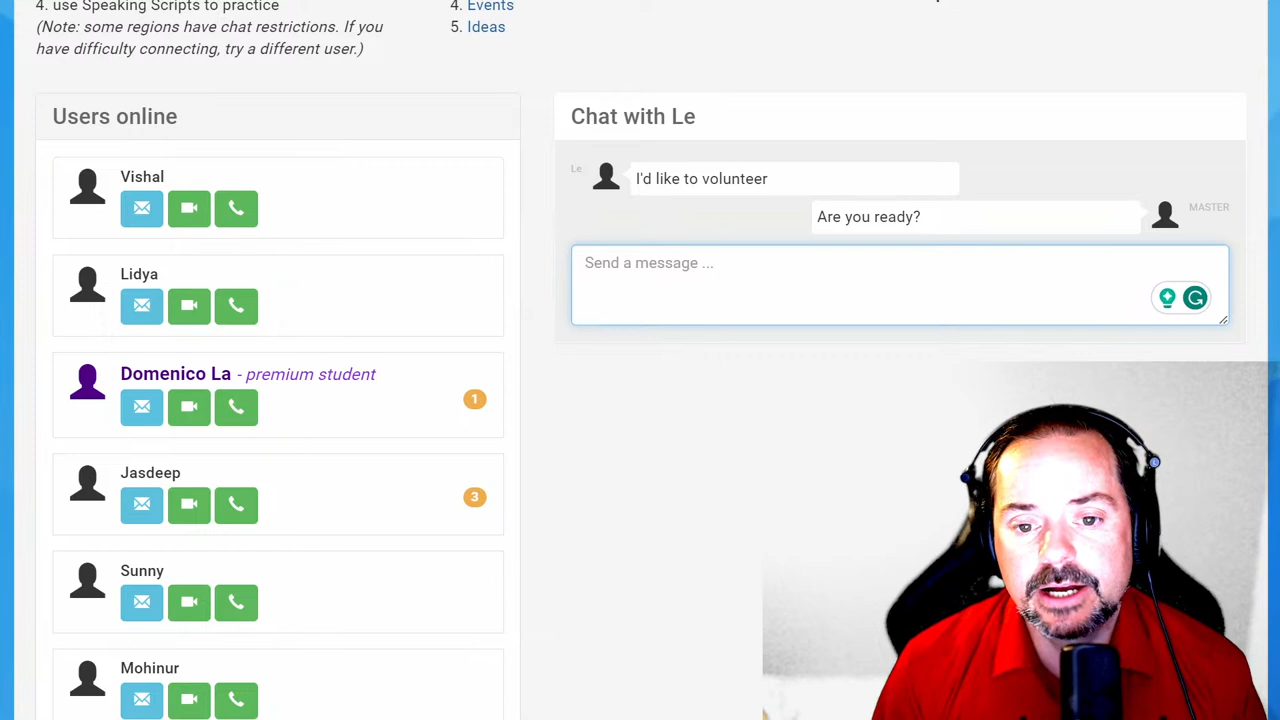 4. use Speaking Scripts to practice
(Note: some regions have chat restrictions. If you
have difficulty connecting, try a different user.)
4. Events
5. Ideas
Users online
Vishal
Lidya
Domenico La - premium student
1
Jasdeep
3
Sunny
Mohinur
Chat with Le
Le
I'd like to volunteer
Are you ready?
MASTER
Send a message ...